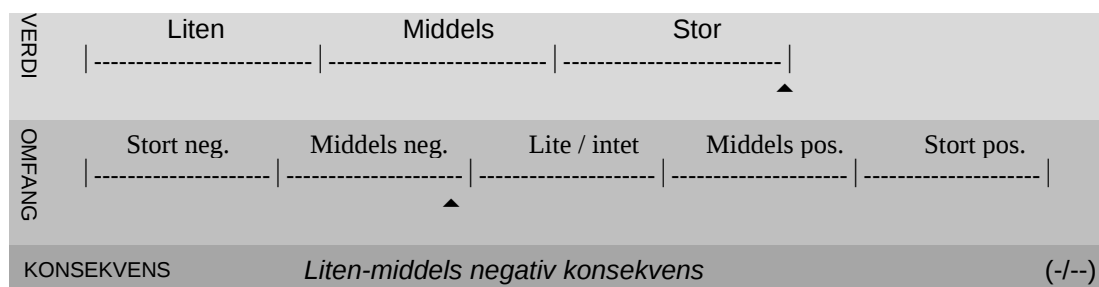 VERDI
Liten Middels Stor
|--------------------------|--------------------------|---------------------------|
OMFANG
Stort neg. Middels neg. Lite / intet Middels pos. Stort pos.
|---------------------|---------------------|---------------------|---------------------|---------------------|
KONSEKVENS Liten-middels negativ konsekvens (-/--)